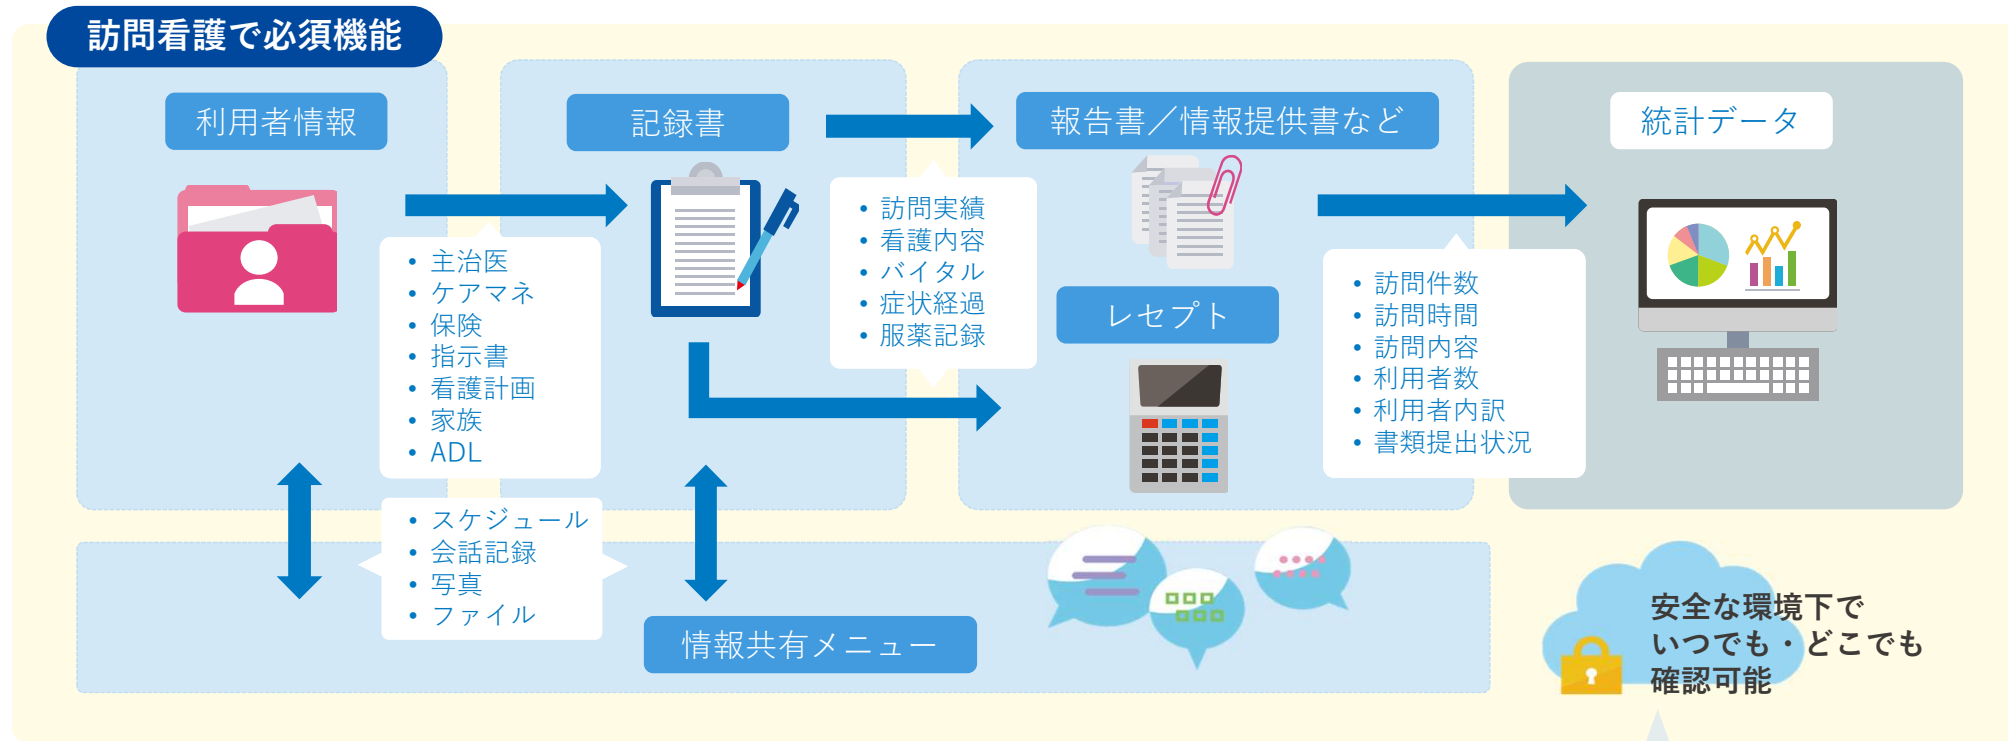 訪問看護で必須機能
利用者情報
記録書
報告書／情報提供書など
統計データ
• 主治医
• ケアマネ
• 保険
• 指示書
• 看護計画
• 家族
• ADL
• 訪問実績
• 看護内容
• バイタル
• 症状経過
• 服薬記録
レセプト
• 訪問件数
• 訪問時間
• 訪問内容
• 利用者数
• 利用者内訳
• 書類提出状況
• スケジュール
• 会話記録
• 写真
• ファイル
情報共有メニュー
安全な環境下で
いつでも・どこでも
確認可能